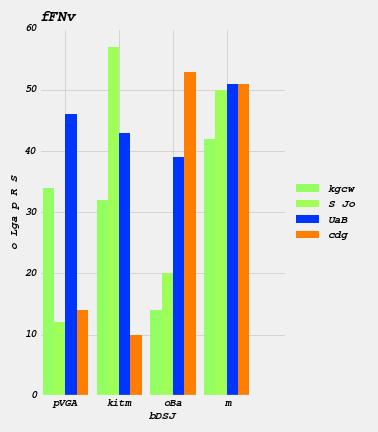 fFNv
60
50
40
30
20
10
0
o Lga p R S
pVGA kitm oBa m
bDSJ
kgcw
S Jo
UaB
cdg